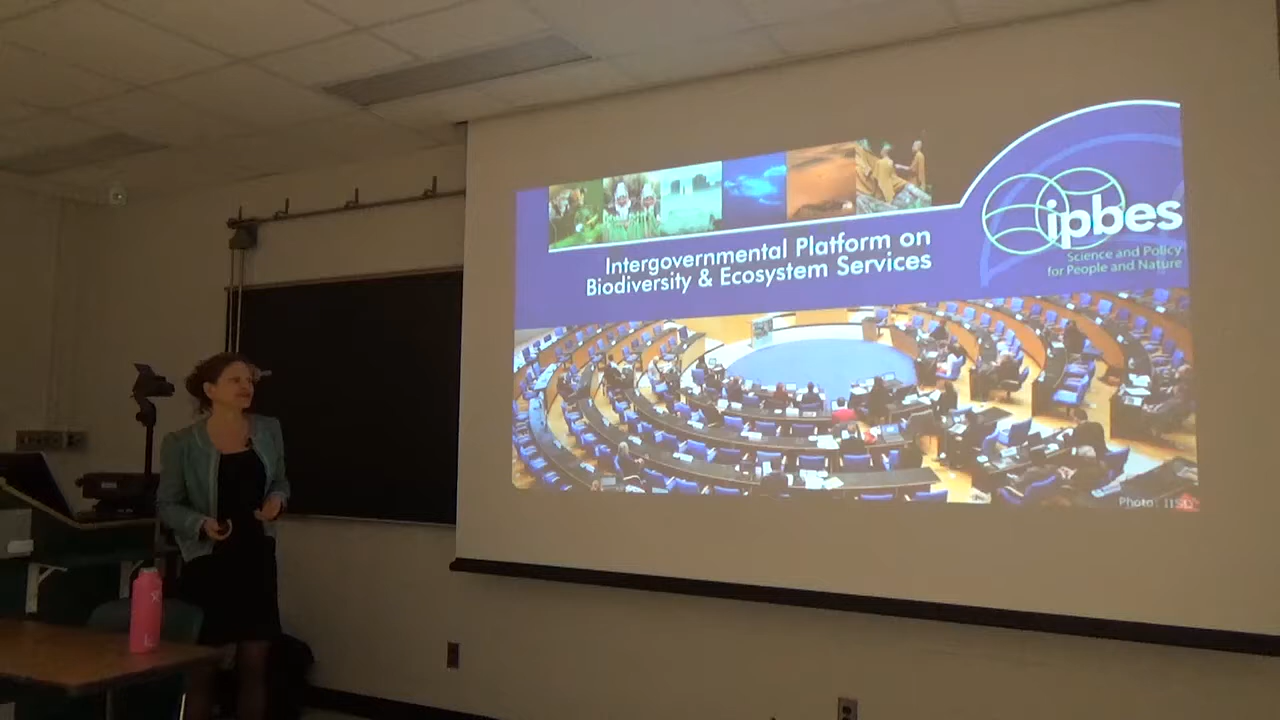 Intergovernmental Platform on
Biodiversity & Ecosystem Services
ipbes
Science and Policy
for People and Nature
Photo: IISD